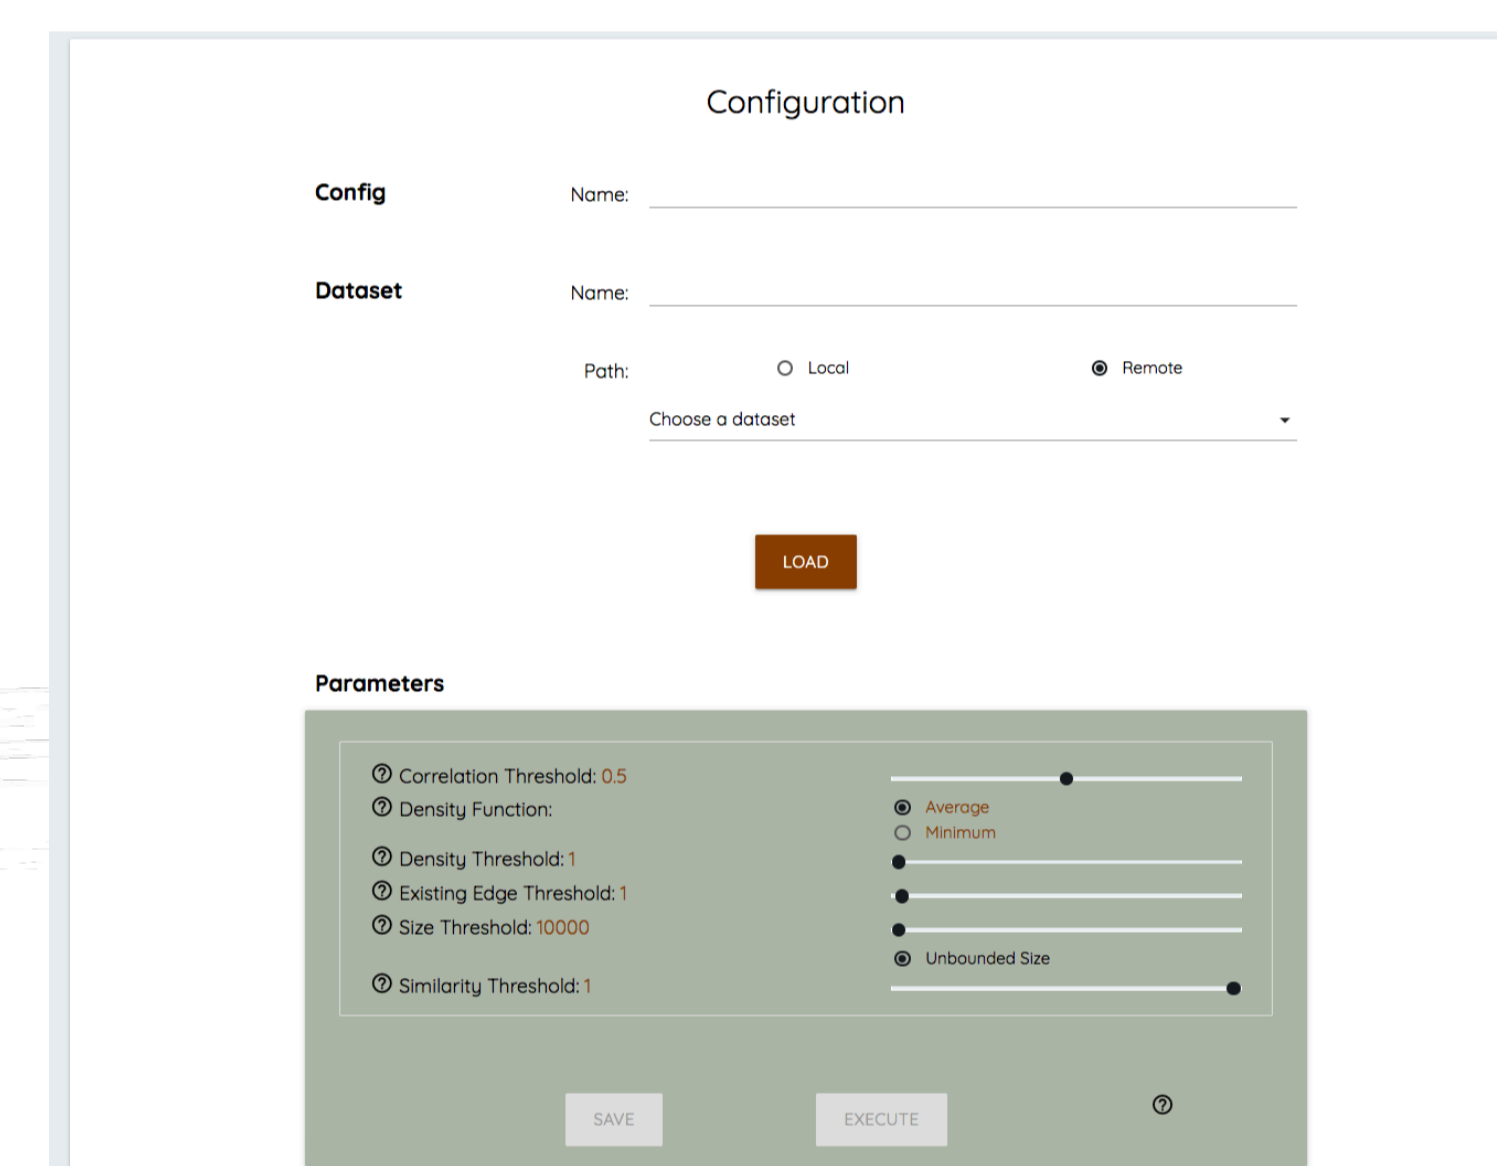 Configuration
Config Name:
Dataset Name:
Path: Local Remote
Choose a dataset
LOAD
Parameters
Correlation Threshold: 0.5
Density Function: Average
Minimum
Density Threshold: 1
Existing Edge Threshold: 1
Size Threshold: 10000
Unbounded Size
Similarity Threshold: 1
SAVE EXECUTE